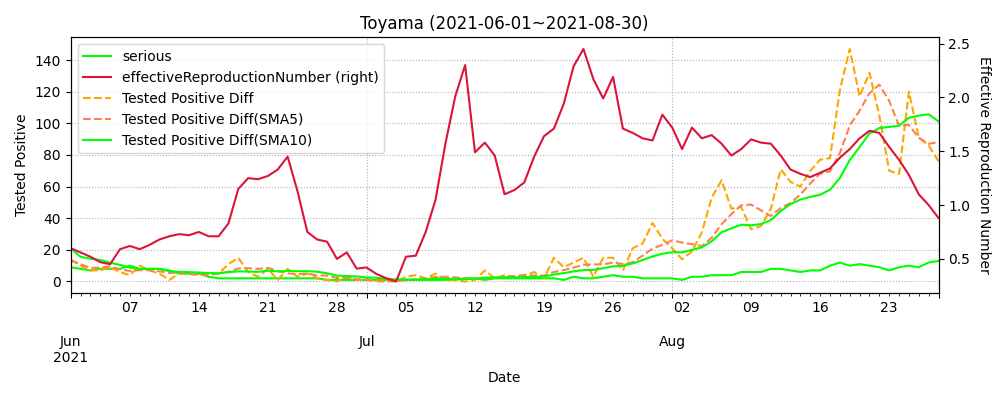 Toyama (2021-06-01~2021-08-30)
serious
effectiveReproductionNumber (right)
Tested Positive Diff
Tested Positive Diff(SMA5)
Tested Positive Diff(SMA10)
Tested Positive
140
120
100
80
60
40
20
0
2.5
2.0
1.5
1.0
0.5
Effective Reproduction Number
07 14 21 28 05 12 19 26 02 09 16 23
Jun Jul Aug
2021
Date